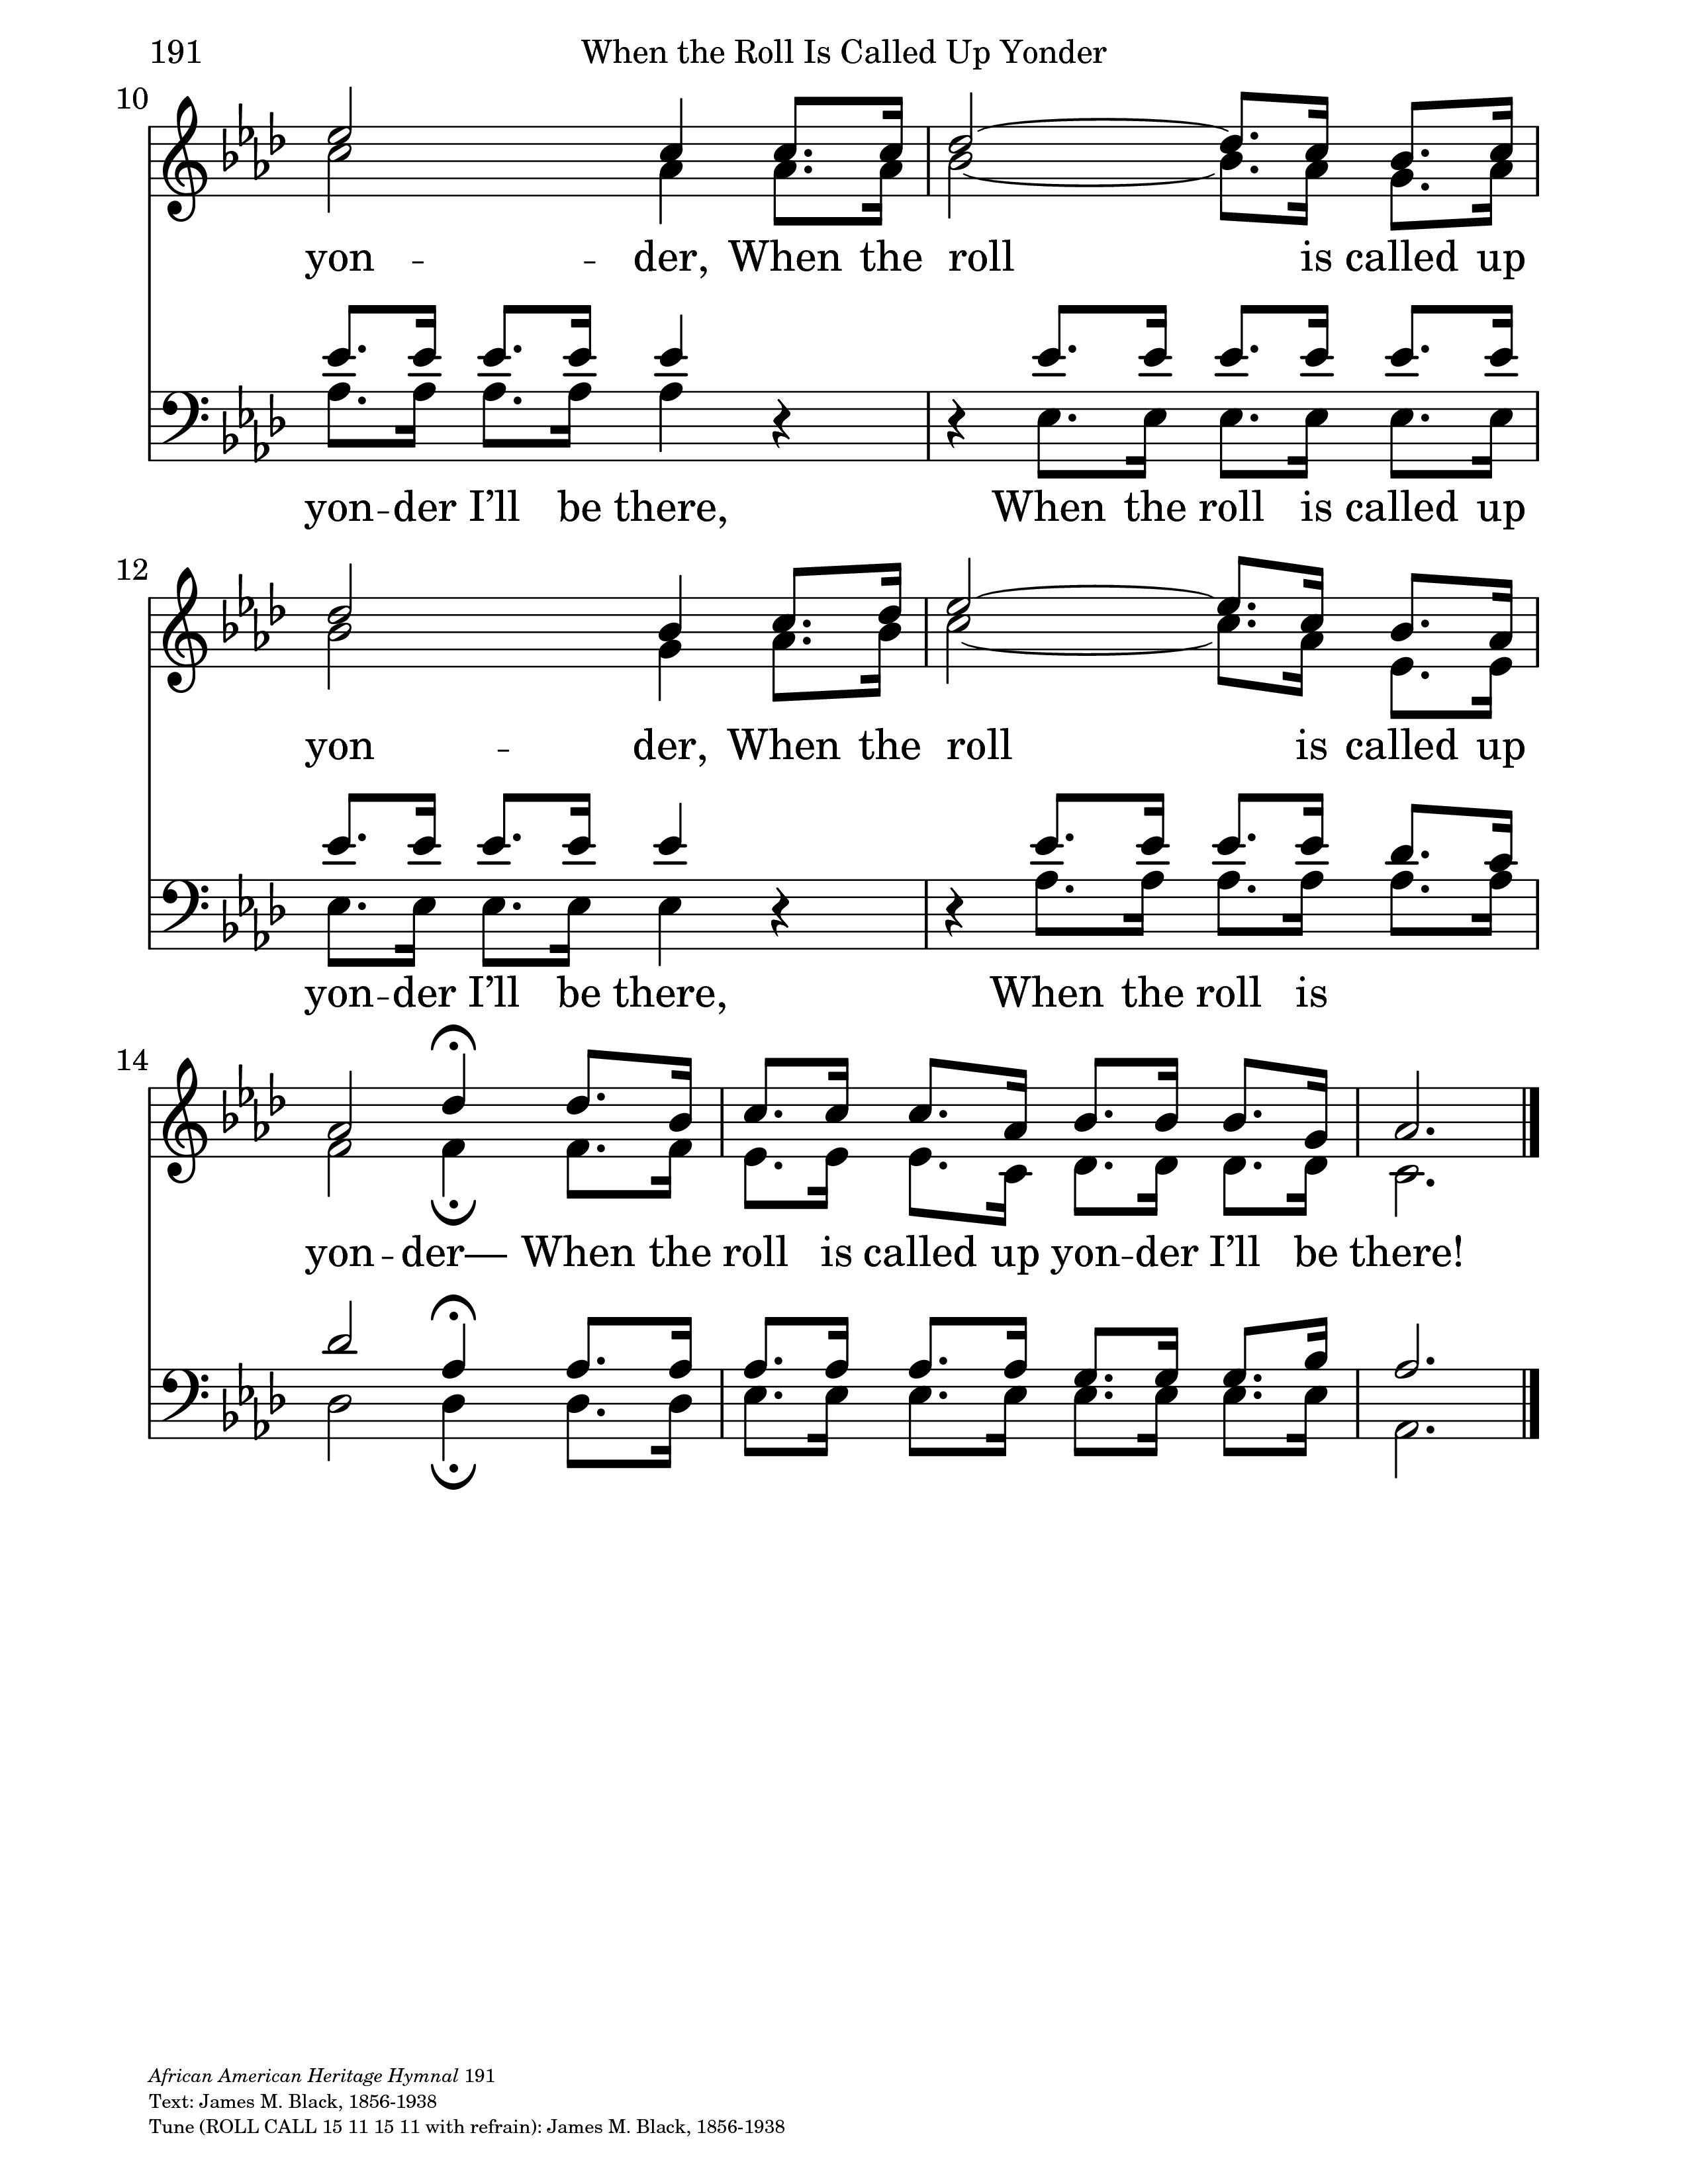 191 When the Roll Is Called Up Yonder
10
yon - - der, When the roll is called up
yon - der I’ll be there, When the roll is called up
12
yon - der, When the roll is called up
yon - der I’ll be there, When the roll is
14
yon - der— When the roll is called up yon - der I’ll be there!
African American Heritage Hymnal 191
Text: James M. Black, 1856-1938
Tune (ROLL CALL 15 11 15 11 with refrain): James M. Black, 1856-1938